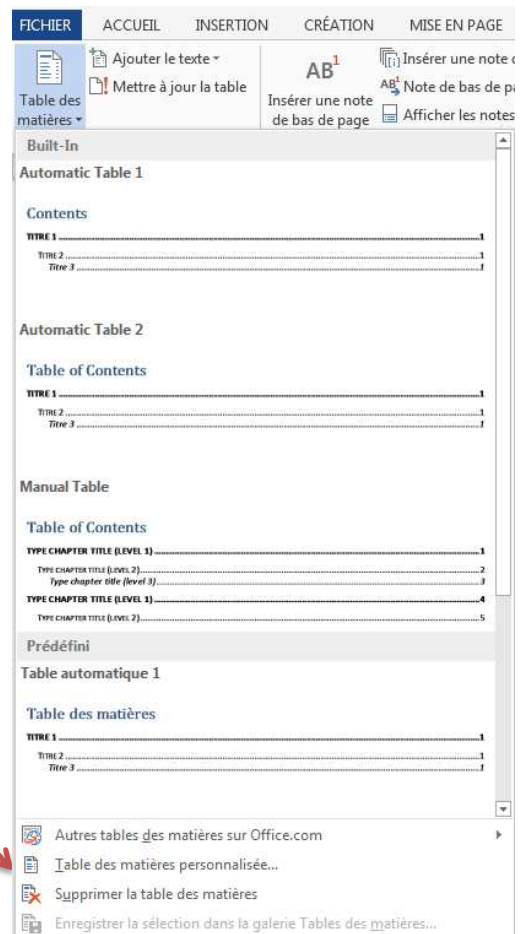 FICHIER ACCUEIL INSERTION CRÉATION MISE EN PAGE
Table des
matières
Ajouter le texte
Mettre à jour la table
AB1
Insérer une note
de bas de page
Insérer une note
AB1 Note de bas de
Afficher les notes
Built-In
Automatic Table 1
Contents
TITRE 1 1
TITRE 2 1
Titre 3 1
Automatic Table 2
Table of Contents
TITRE 1 1
TITRE 2 1
Titre 3 1
Manual Table
Table of Contents
TYPE CHAPTER TITLE (LEVEL 1) 1
TYPE CHAPTER TITLE (LEVEL 2) 2
Type chapter title (level 3) 3
TYPE CHAPTER TITLE (LEVEL 1) 4
TYPE CHAPTER TITLE (LEVEL 2) 5
Prédéfini
Table automatique 1
Table des matières
TITRE 1 1
TITRE 2 1
Titre 3 1
Autres tables des matières sur Office.com
Table des matières personnalisée...
Supprimer la table des matières
Enregistrer la sélection dans la galerie Tables des matières...